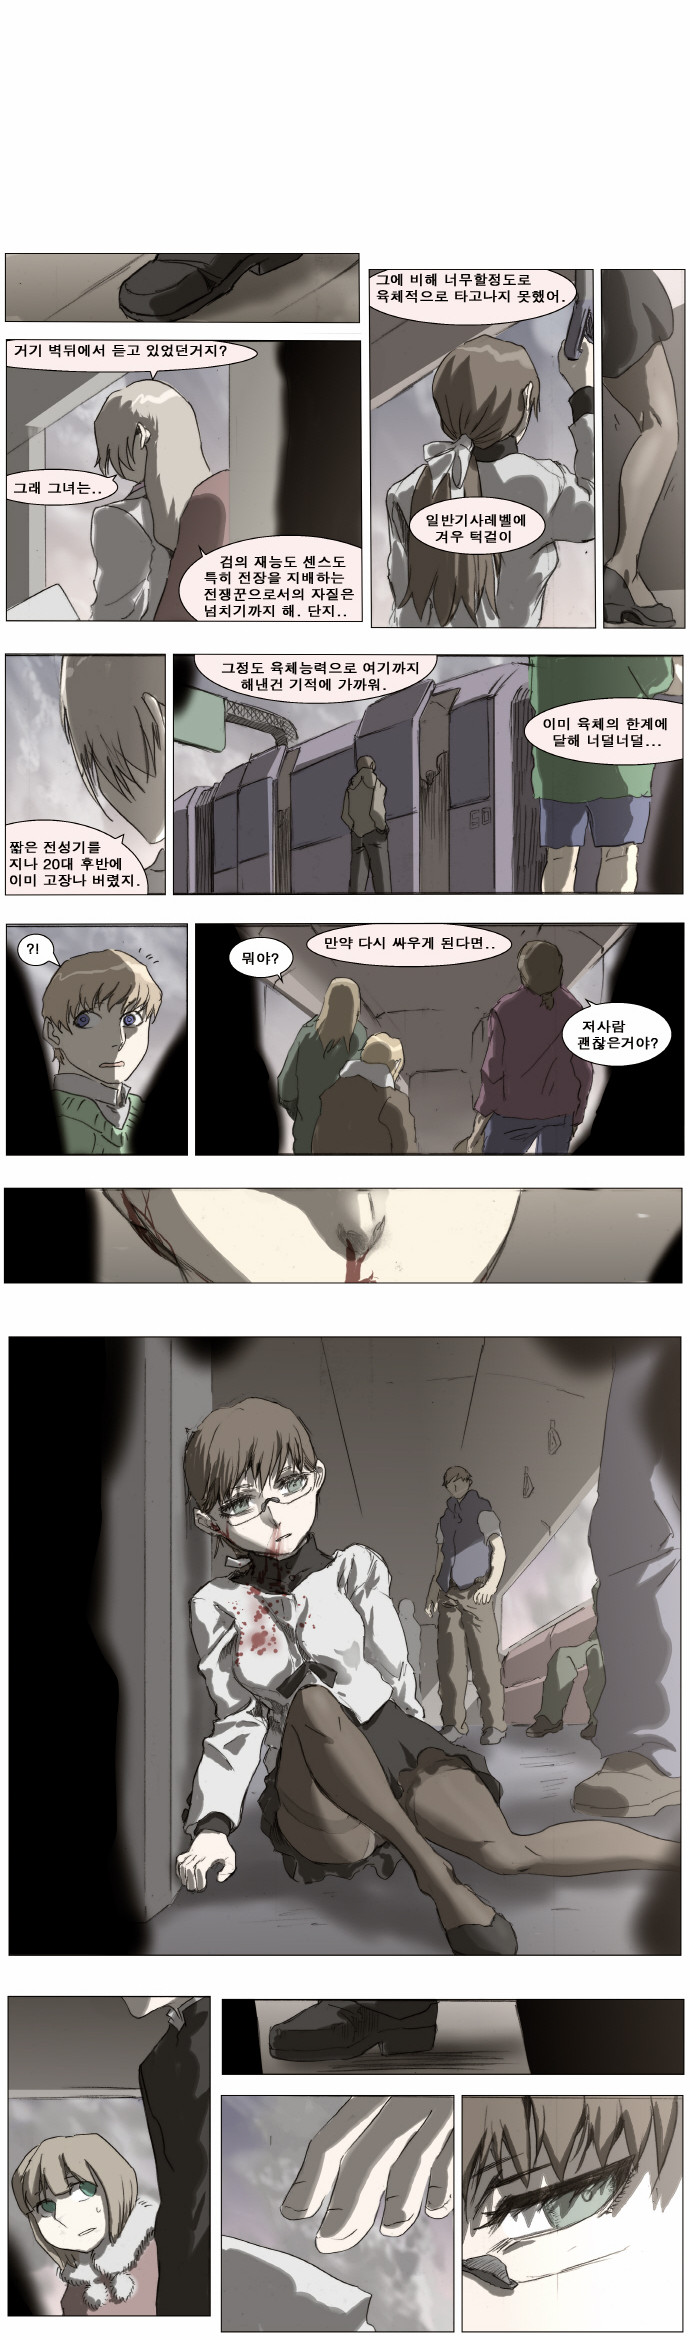 거기 벽뒤에서 듣고 있었던거지?
그래 그녀는..
검의 재능도 센스도
특히 전장을 지배하는
전쟁꾼으로서의 자질은
넘치기까지 해. 단지..
그에 비해 너무할정도로
육체적으로 타고나지 못했어.
일반기사레벨에
겨우 턱걸이
짧은 전성기를
지나 20대 후반에
이미 고장나 버렸지.
그정도 육체능력으로 여기까지
해낸건 기적에 가까워.
이미 육체의 한계에
달해 너덜너덜...
?!
뭐야?
만약 다시 싸우게 된다면..
저사람
괜찮은거야?